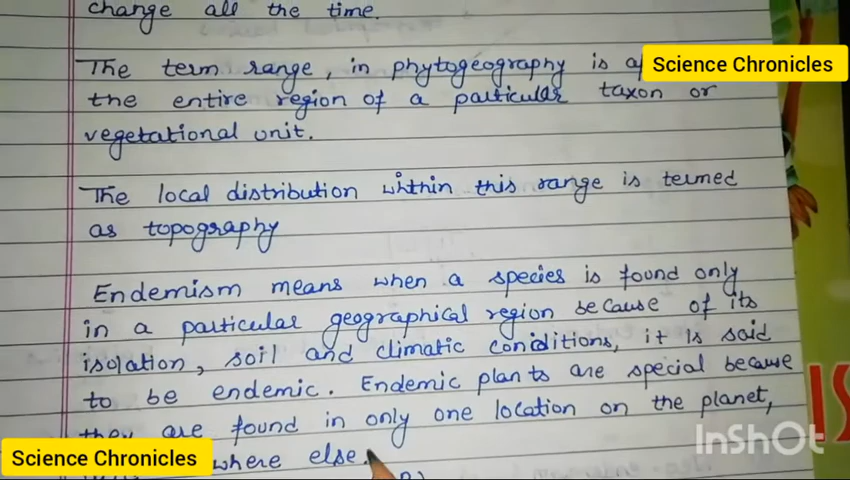 change all the time.
The term range, in phytogeography is
Science Chronicles
the entire region of a particular taxon or
vegetational unit.
The local distribution within this range is termed
as topography
Endemism means when a species is found only
in a particular geographical region because of its
isolation, soil and climatic conditions, it is said
to be endemic. Endemic plants are special because
they are found in only one location on the planet,
InShOt
Science Chronicles
where else.